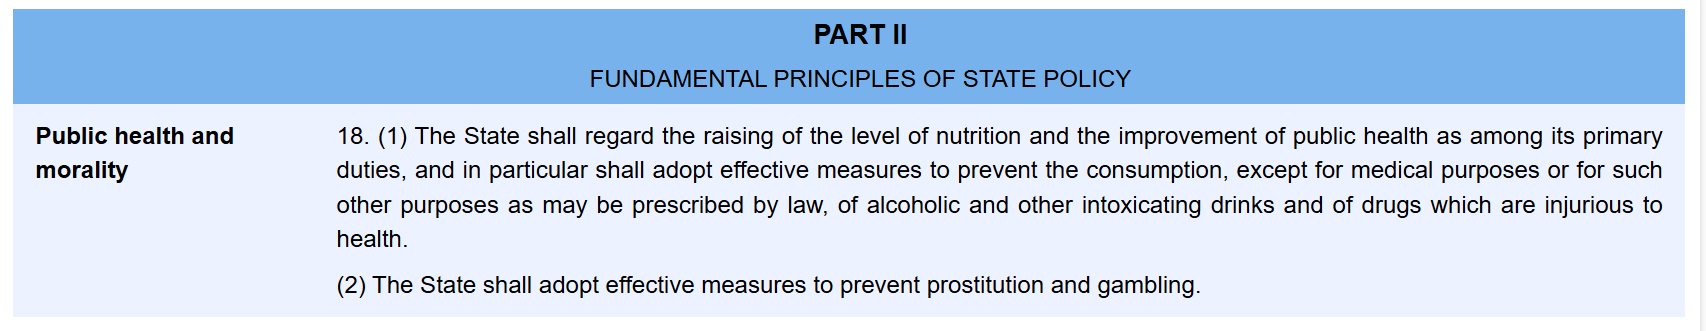 PART II
FUNDAMENTAL PRINCIPLES OF STATE POLICY
Public health and
morality
18. (1) The State shall regard the raising of the level of nutrition and the improvement of public health as among its primary
duties, and in particular shall adopt effective measures to prevent the consumption, except for medical purposes or for such
other purposes as may be prescribed by law, of alcoholic and other intoxicating drinks and of drugs which are injurious to
health.
(2) The State shall adopt effective measures to prevent prostitution and gambling.